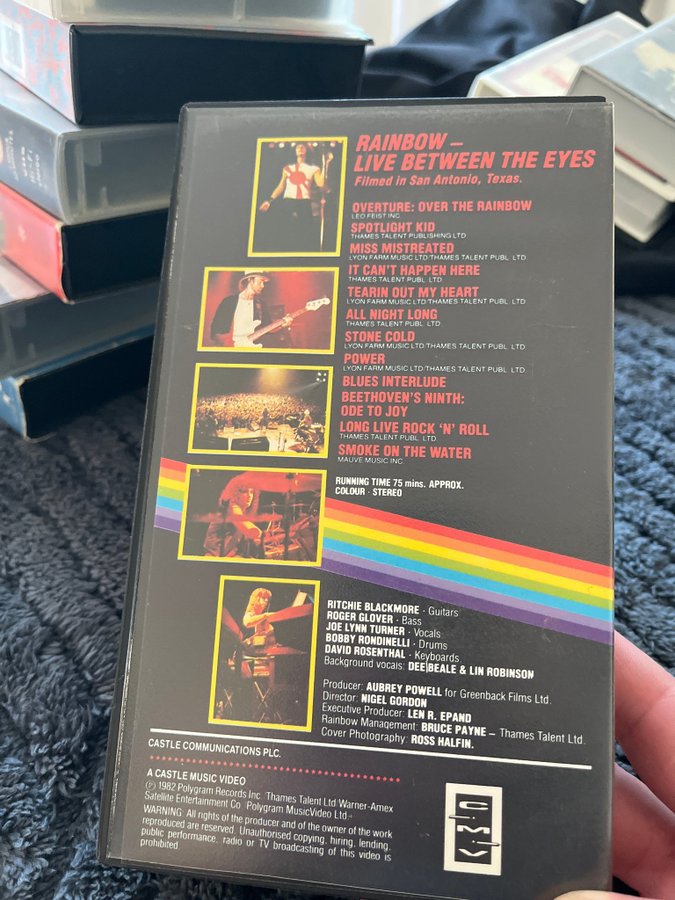 RAINBOW –
LIVE BETWEEN THE EYES
Filmed in San Antonio, Texas.
OVERTURE: OVER THE RAINBOW
LEO FEIST INC.
SPOTLIGHT KID
THAMES TALENT PUBLISHING LTD
MISS MISTREATED
LYON FARM MUSIC LTD/THAMES TALENT PUBL. LTD
IT CAN'T HAPPEN HERE
THAMES TALENT PUBL. LTD.
TEARIN OUT MY HEART
LYON FARM MUSIC LTD/THAMES TALENT PUBL. LTD
ALL NIGHT LONG
THAMES TALENT PUBL. LTD.
STONE COLD
LYON FARM MUSIC LTD/THAMES TALENT PUBL. LTD
POWER
LYON FARM MUSIC LTD/THAMES TALENT PUBL. LTD
BLUES INTERLUDE
BEETHOVEN'S NINTH:
ODE TO JOY
LONG LIVE ROCK 'N' ROLL
THAMES TALENT PUBL. LTD.
SMOKE ON THE WATER
MAUVE MUSIC INC.
RUNNING TIME 75 mins. APPROX.
COLOUR · STEREO
RITCHIE BLACKMORE · Guitars
ROGER GLOVER · Bass
JOE LYNN TURNER · Vocals
BOBBY RONDINELLI · Drums
DAVID ROSENTHAL · Keyboards
Background vocals: DEE BEALE & LIN ROBINSON
Producer: AUBREY POWELL for Greenback Films Ltd.
Director: NIGEL GORDON
Executive Producer: LEN R. EPAND
Rainbow Management: BRUCE PAYNE – Thames Talent Ltd.
Cover Photography: ROSS HALFIN.
CASTLE COMMUNICATIONS PLC.
A CASTLE MUSIC VIDEO
Ⓟ 1982 Polygram Records Inc. /Thames Talent Ltd Warner-Amex
Satellite Entertainment Co. Polygram MusicVideo Ltd.
WARNING: All rights of the producer and of the owner of the work
reproduced are reserved. Unauthorised copying, hiring, lending,
public performance, radio or TV broadcasting of this video is
prohibited.
CMV